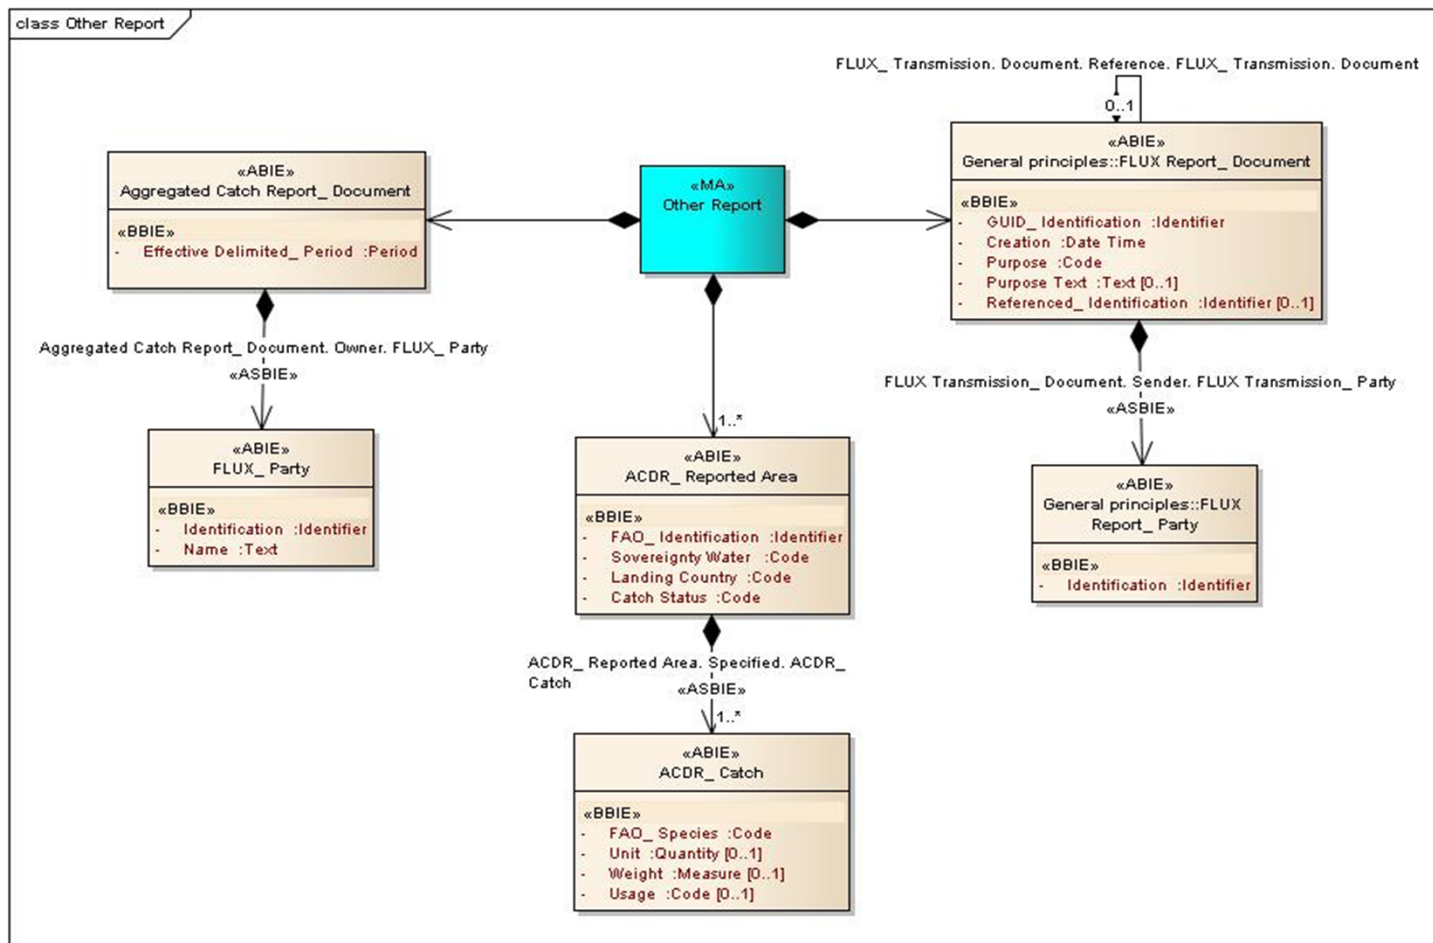 class Other Report
FLUX_ Transmission. Document. Reference. FLUX_ Transmission. Document
0..1
«ABIE»
Aggregated Catch Report_ Document
«BBIE»
- Effective Delimited_ Period :Period
«MA»
Other Report
«ABIE»
General principles::FLUX Report_ Document
«BBIE»
- GUID_ Identification :Identifier
- Creation :Date Time
- Purpose :Code
- Purpose Text :Text [0..1]
- Referenced_ Identification :Identifier [0..1]
Aggregated Catch Report_ Document. Owner. FLUX_ Party
«ASBIE»
FLUX Transmission_ Document. Sender. FLUX Transmission_ Party
«ASBIE»
1..*
«ABIE»
FLUX_ Party
«BBIE»
- Identification :Identifier
- Name :Text
«ABIE»
ACDR_ Reported Area
«BBIE»
- FAO_ Identification :Identifier
- Sovereignty Water :Code
- Landing Country :Code
- Catch Status :Code
«ABIE»
General principles::FLUX
Report_ Party
«BBIE»
- Identification :Identifier
ACDR_ Reported Area. Specified. ACDR_
Catch
«ASBIE»
1..*
«ABIE»
ACDR_ Catch
«BBIE»
- FAO_ Species :Code
- Unit :Quantity [0..1]
- Weight :Measure [0..1]
- Usage :Code [0..1]